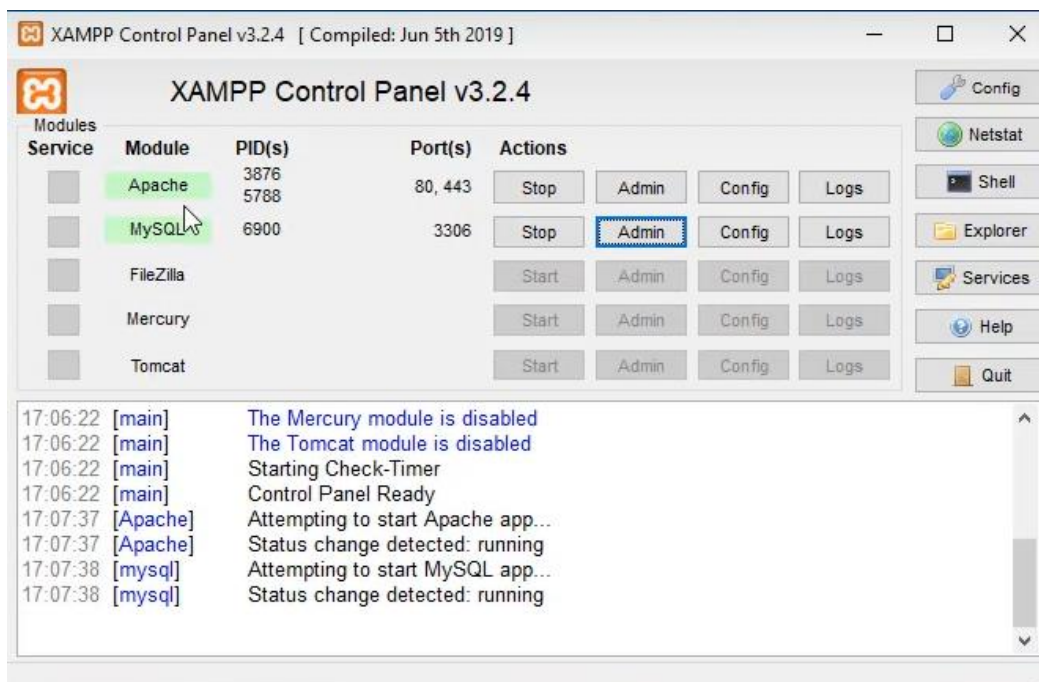 XAMPP Control Panel v3.2.4 [ Compiled: Jun 5th 2019 ]
XAMPP Control Panel v3.2.4
Config
Modules
Netstat
Service Module PID(s) Port(s) Actions
Apache 3876 5788 80, 443 Stop Admin Config Logs
Shell
MySQL 6900 3306 Stop Admin Config Logs
Explorer
FileZilla Start Admin Config Logs
Services
Mercury Start Admin Config Logs
Help
Tomcat Start Admin Config Logs
Quit
17:06:22 [main] The Mercury module is disabled
17:06:22 [main] The Tomcat module is disabled
17:06:22 [main] Starting Check-Timer
17:06:22 [main] Control Panel Ready
17:07:37 [Apache] Attempting to start Apache app...
17:07:37 [Apache] Status change detected: running
17:07:38 [mysql] Attempting to start MySQL app...
17:07:38 [mysql] Status change detected: running